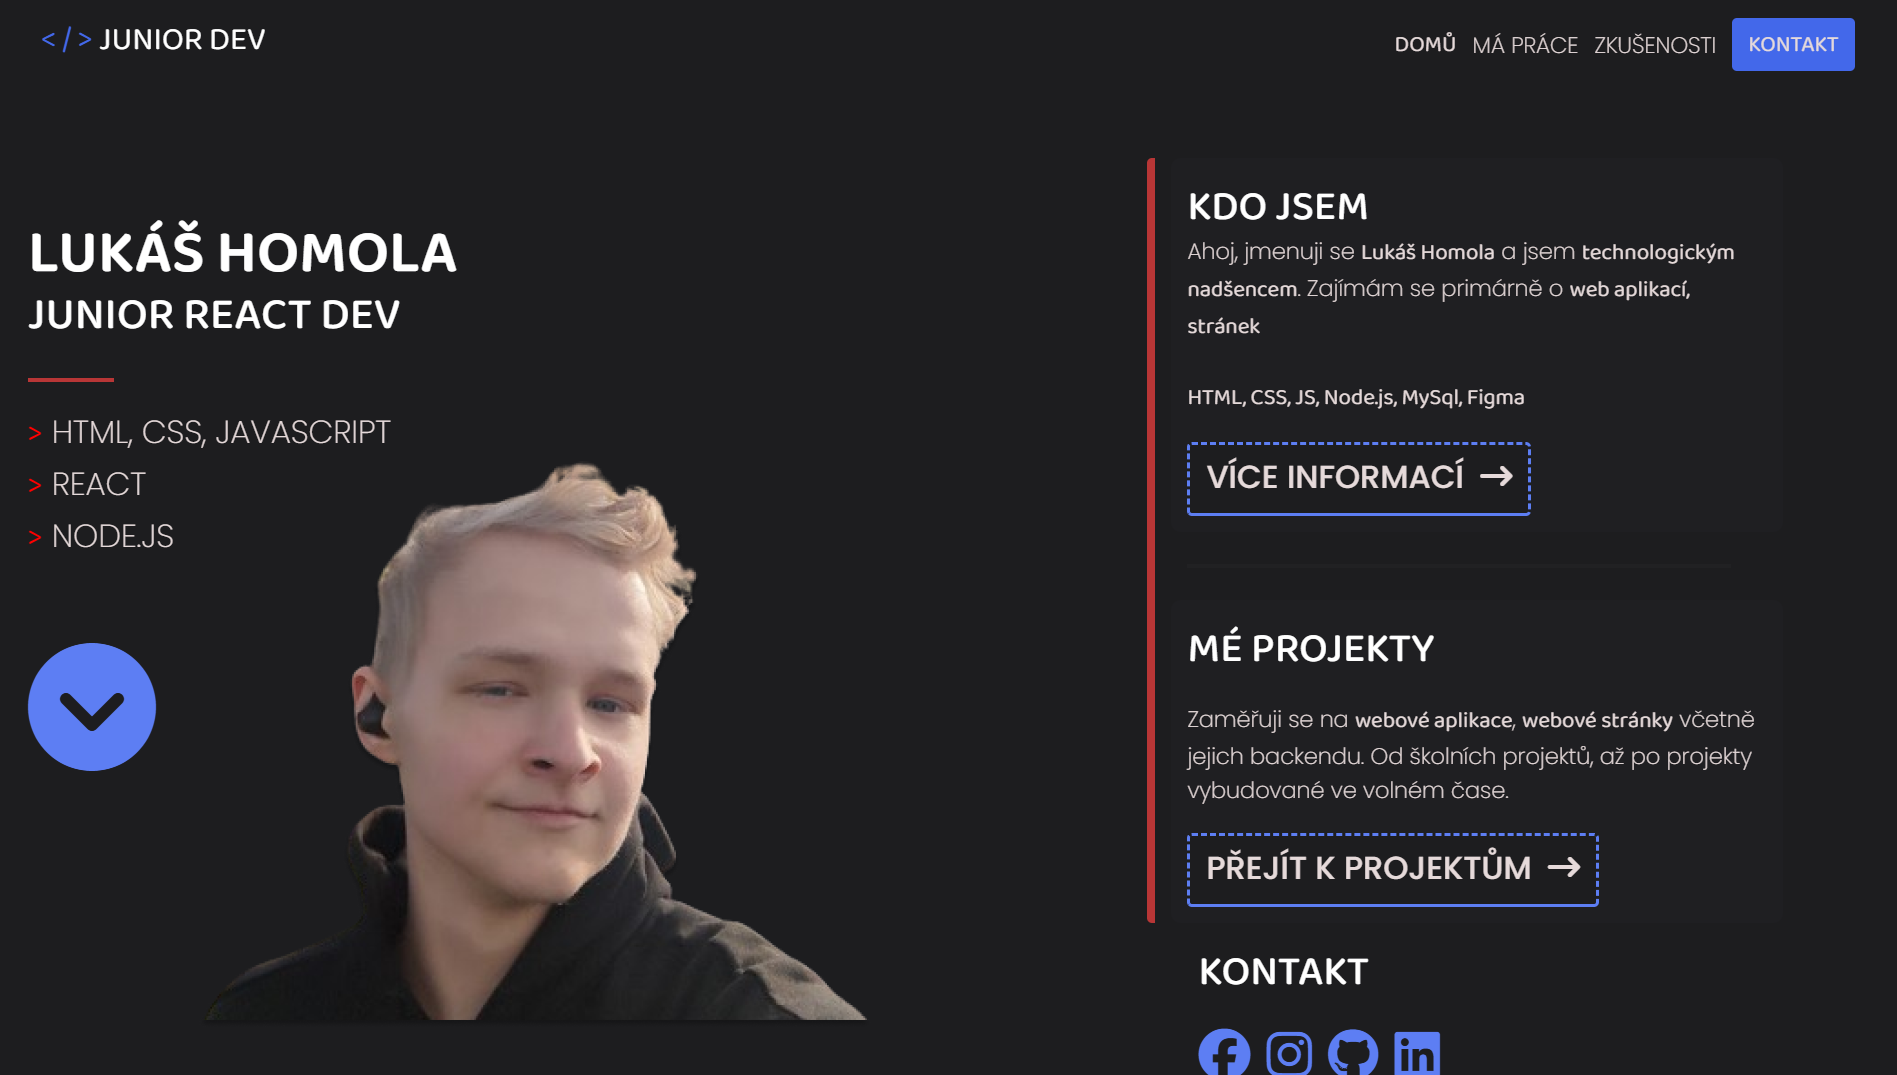 </> JUNIOR DEV
DOMŮ MÁ PRÁCE ZKUŠENOSTI KONTAKT
LUKÁŠ HOMOLA
JUNIOR REACT DEV
> HTML, CSS, JAVASCRIPT
> REACT
> NODE.JS
KDO JSEM
Ahoj, jmenuji se Lukáš Homola a jsem technologickým
nadšencem. Zajímám se primárně o web aplikací,
stránek
HTML, CSS, JS, Node.js, MySql, Figma
VÍCE INFORMACÍ →
MÉ PROJEKTY
Zaměřuji se na webové aplikace, webové stránky včetně
jejich backendu. Od školních projektů, až po projekty
vybudované ve volném čase.
PŘEJÍT K PROJEKTŮM →
KONTAKT